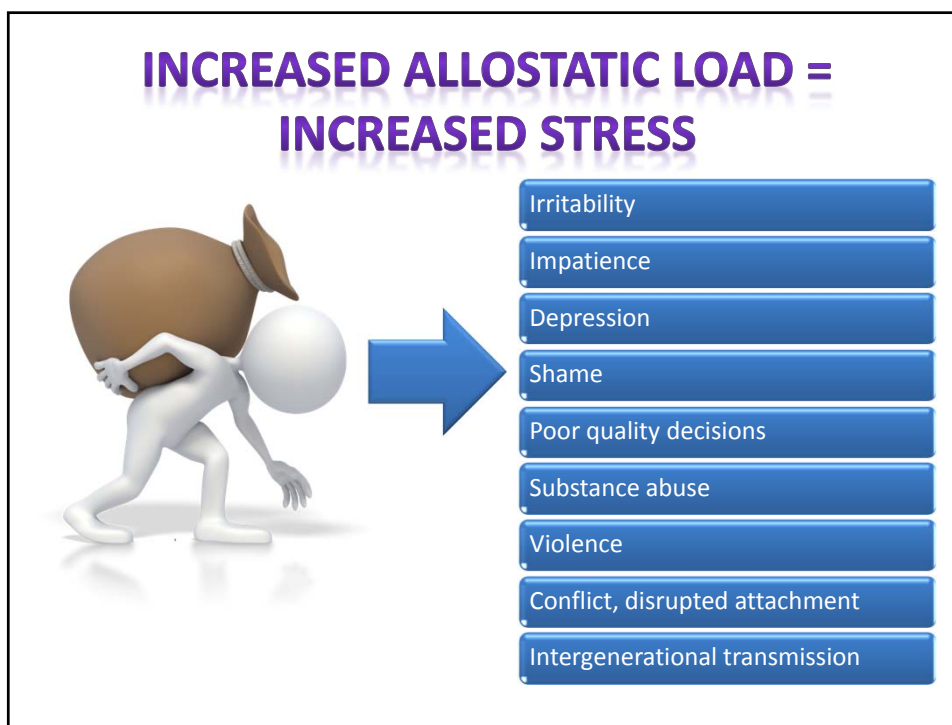 INCREASED ALLOSTATIC LOAD =
INCREASED STRESS
Irritability
Impatience
Depression
Shame
Poor quality decisions
Substance abuse
Violence
Conflict, disrupted attachment
Intergenerational transmission